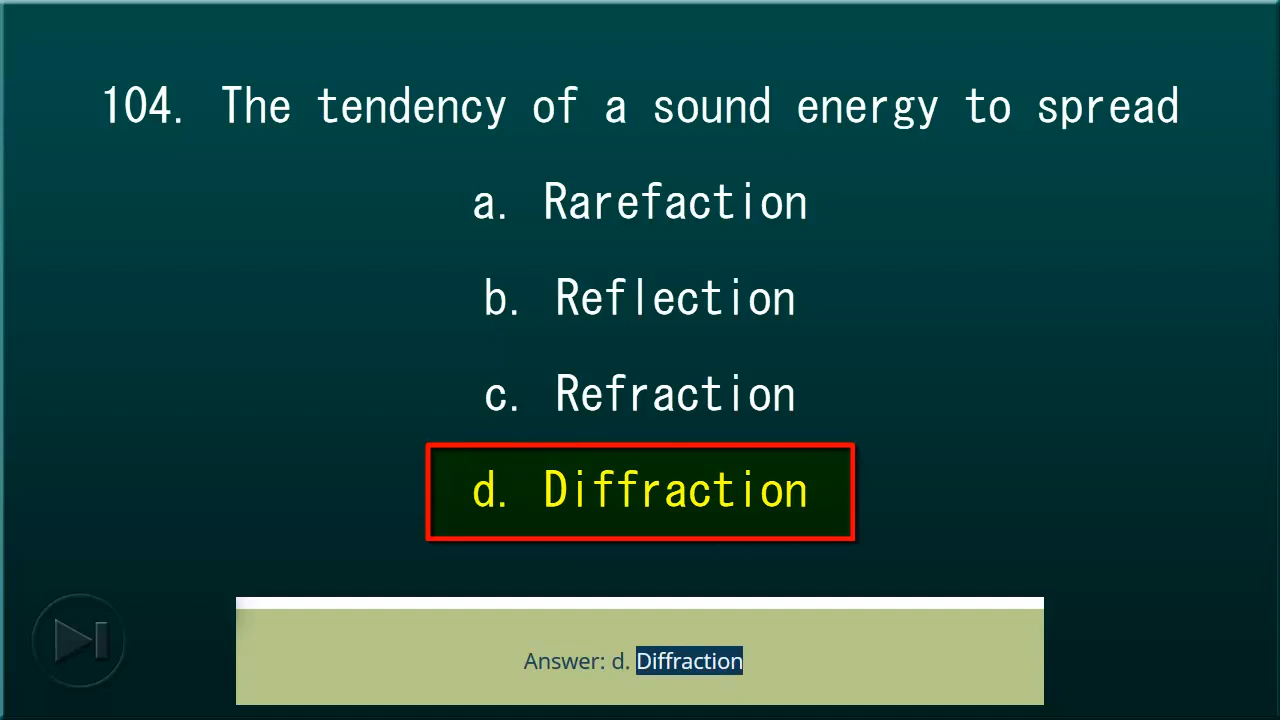 104. The tendency of a sound energy to spread
a. Rarefaction
b. Reflection
c. Refraction
d. Diffraction
Answer: d. Diffraction